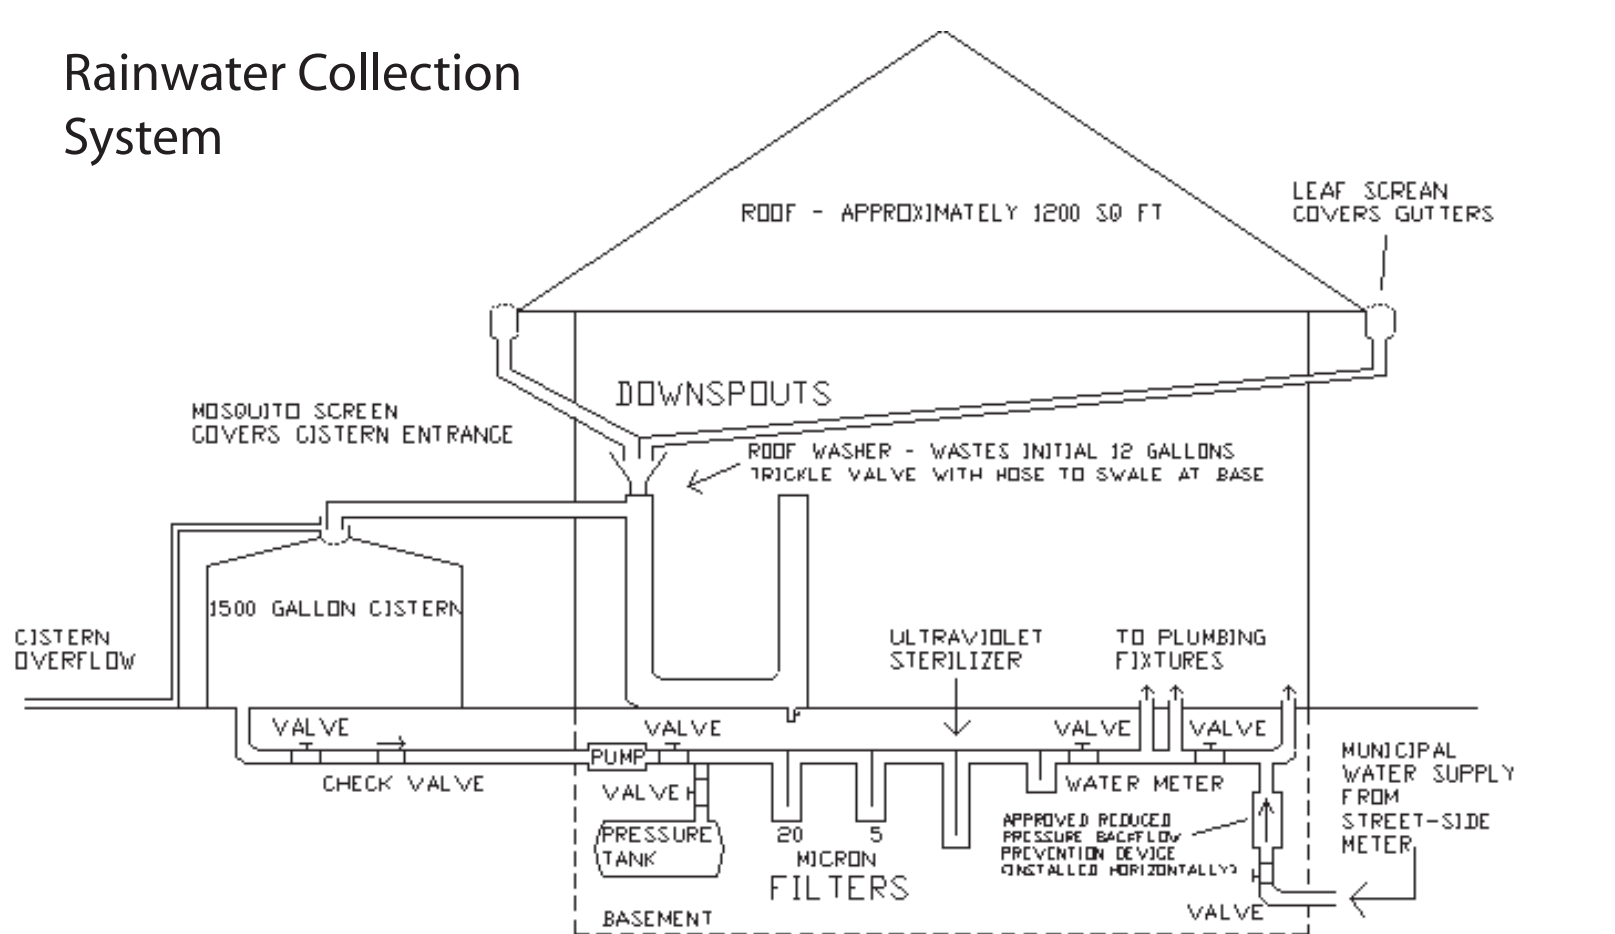 Rainwater Collection
System
ROOF - APPROXIMATELY 1200 SQ FT
LEAF SCREAN
COVERS GUTTERS
DOWNSPOUTS
MOSQUITO SCREEN
COVERS CISTERN ENTRANCE
ROOF WASHER - WASTES INITIAL 12 GALLONS
TRICKLE VALVE WITH HOSE TO SWALE AT BASE
1500 GALLON CISTERN
CISTERN
OVERFLOW
ULTRAVIOLET
STERILIZER
TO PLUMBING
FIXTURES
VALVE
VALVE
VALVE
VALVE
PUMP
CHECK VALVE
WATER METER
MUNICIPAL
WATER SUPPLY
FROM
STREET-SIDE
METER
VALVE
PRESSURE
TANK
20
5
MICRON
FILTERS
APPROVED REDUCED
PRESSURE BACKFLOW
PREVENTION DEVICE
(INSTALLED HORIZONTALLY)
VALVE
BASEMENT